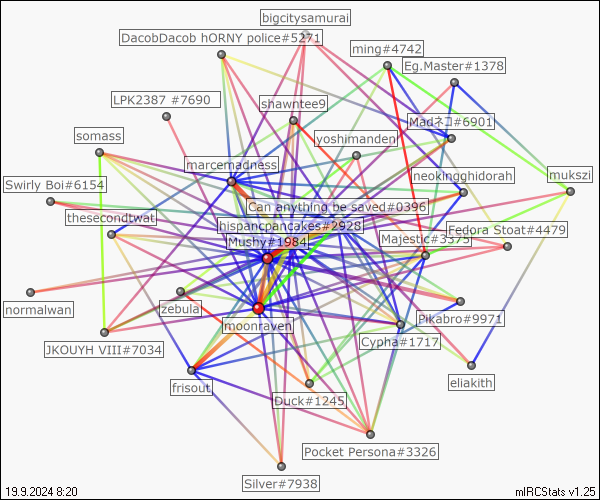 bigcitysamurai
DacobDacob hORNY police#5271
ming#4742
Eg.Master#1378
LPK2387 #7690
shawntee9
Madネコ#6901
somass
yoshimanden
marcemadness
neokingghidorah
mukszi
Swirly Boi#6154
Can anything be saved#0396
thesecondtwat
hispancpancakes#2928
Fedora Stoat#4479
Mushy#1984
Majestic#3575
normalwan
zebula
moonraven
Pikabro#9971
JKOUYH VIII#7034
Cypha#1717
frisout
eliakith
Duck#1245
Pocket Persona#3326
Silver#7938
19.9.2024 8:20
mIRCStats v1.25